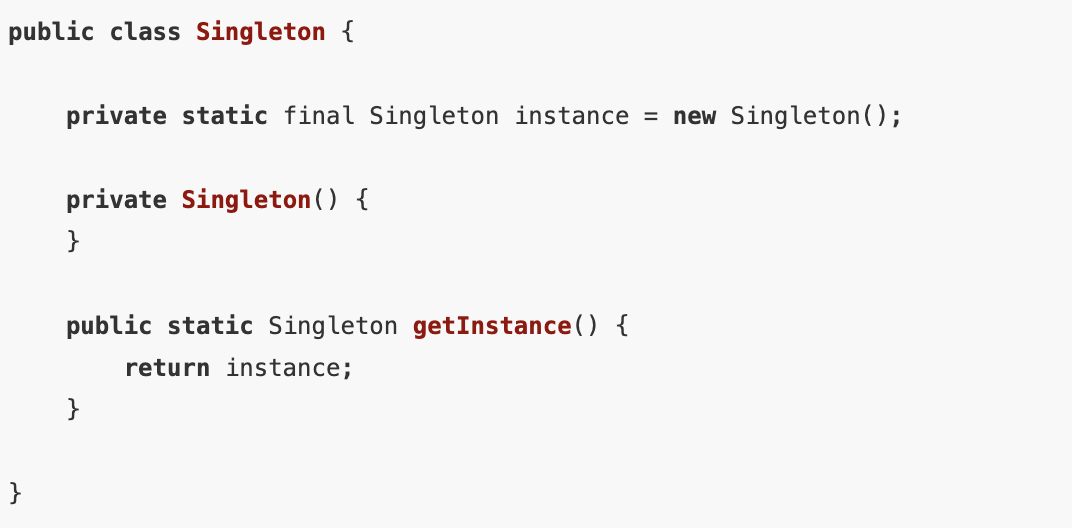 public class Singleton {
    private static final Singleton instance = new Singleton();
    private Singleton() {
    }
    public static Singleton getInstance() {
        return instance;
    }
}